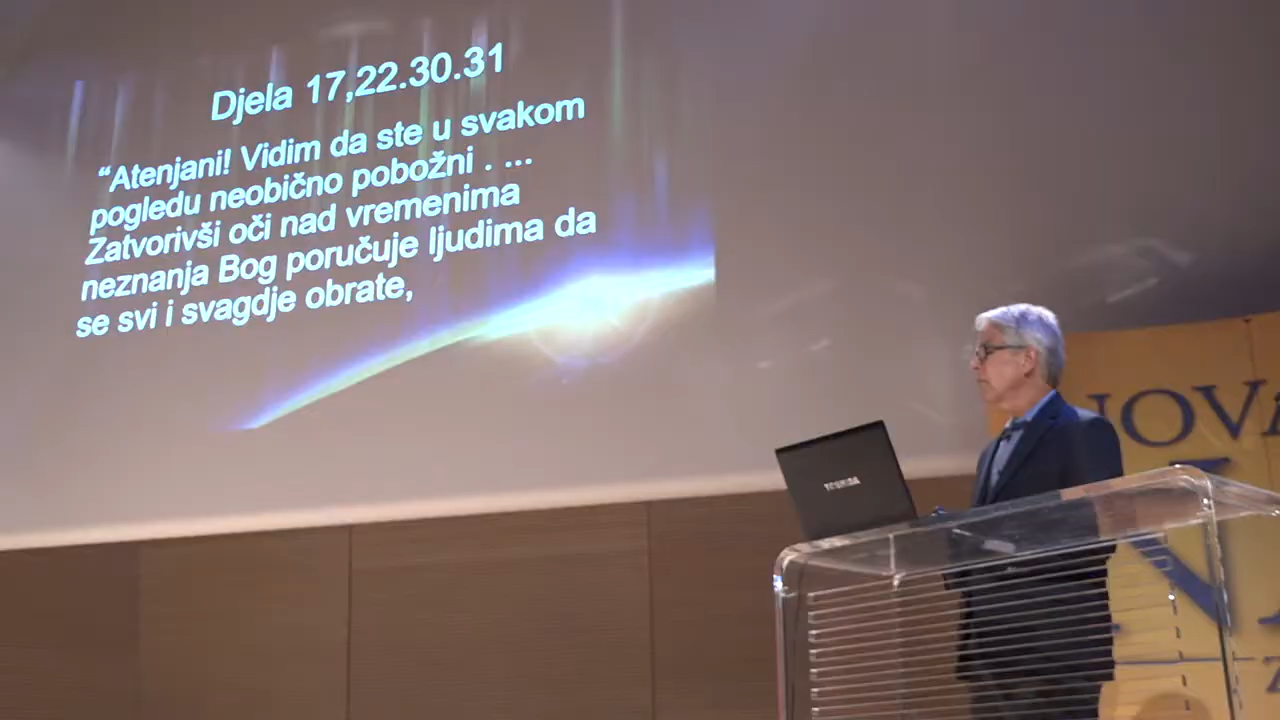 Djela 17,22.30.31
“Atenjani! Vidim da ste u svakom
pogledu neobično pobožni . ...
Zatvorivši oči nad vremenima
neznanja Bog poručuje ljudima da
se svi i svagdje obrate,
TOSHIBA